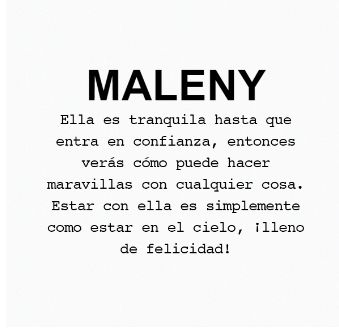 MALENY
Ella es tranquila hasta que
entra en confianza, entonces
verás cómo puede hacer
maravillas con cualquier cosa.
Estar con ella es simplemente
como estar en el cielo, ¡lleno
de felicidad!